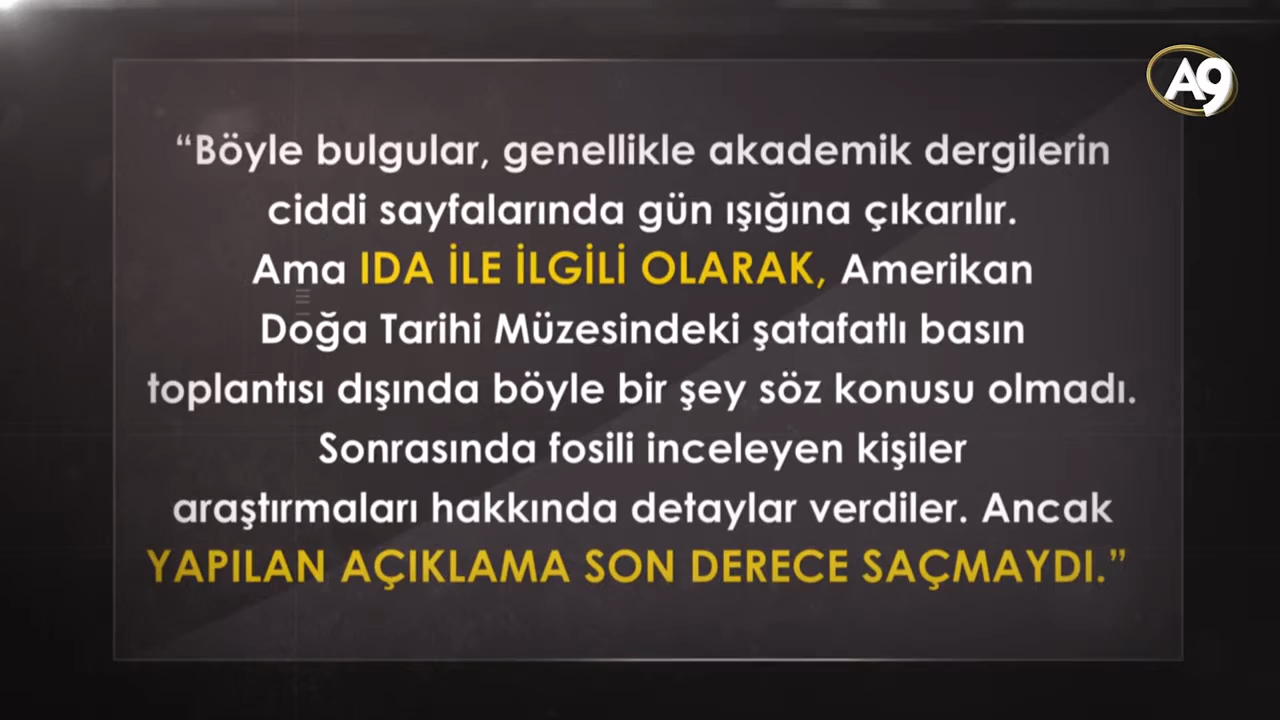 A9
“Böyle bulgular, genellikle akademik dergilerin
ciddi sayfalarında gün ışığına çıkarılır.
Ama IDA İLE İLGİLİ OLARAK, Amerikan
Doğa Tarihi Müzesindeki şatafatlı basın
toplantısı dışında böyle bir şey söz konusu olmadı.
Sonrasında fosili inceleyen kişiler
araştırmaları hakkında detaylar verdiler. Ancak
YAPILAN AÇIKLAMA SON DERECE SAÇMAYDI.”